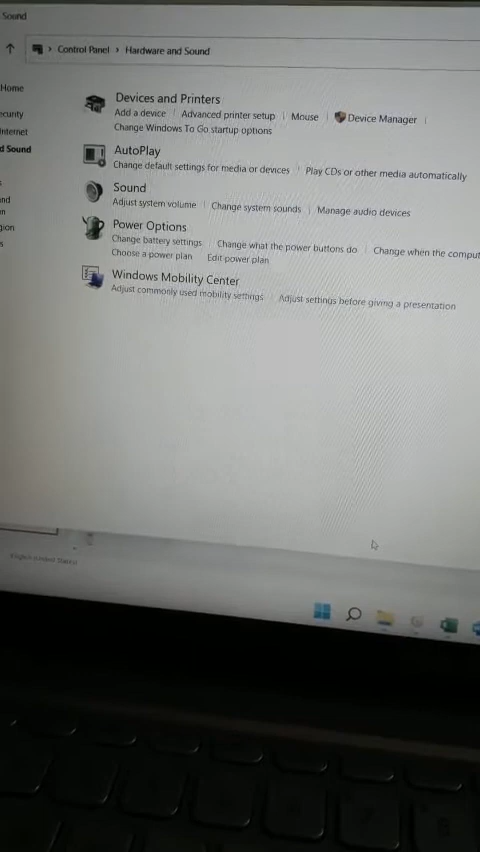 Sound
Control Panel > Hardware and Sound
Home
ecurity
Internet
d Sound
s
nd
m
gion
s
Devices and Printers
Add a device | Advanced printer setup | Mouse | Device Manager |
Change Windows To Go startup options
AutoPlay
Change default settings for media or devices | Play CDs or other media automatically
Sound
Adjust system volume | Change system sounds | Manage audio devices
Power Options
Change battery settings | Change what the power buttons do | Change when the comput
Choose a power plan | Edit power plan
Windows Mobility Center
Adjust commonly used mobility settings | Adjust settings before giving a presentation